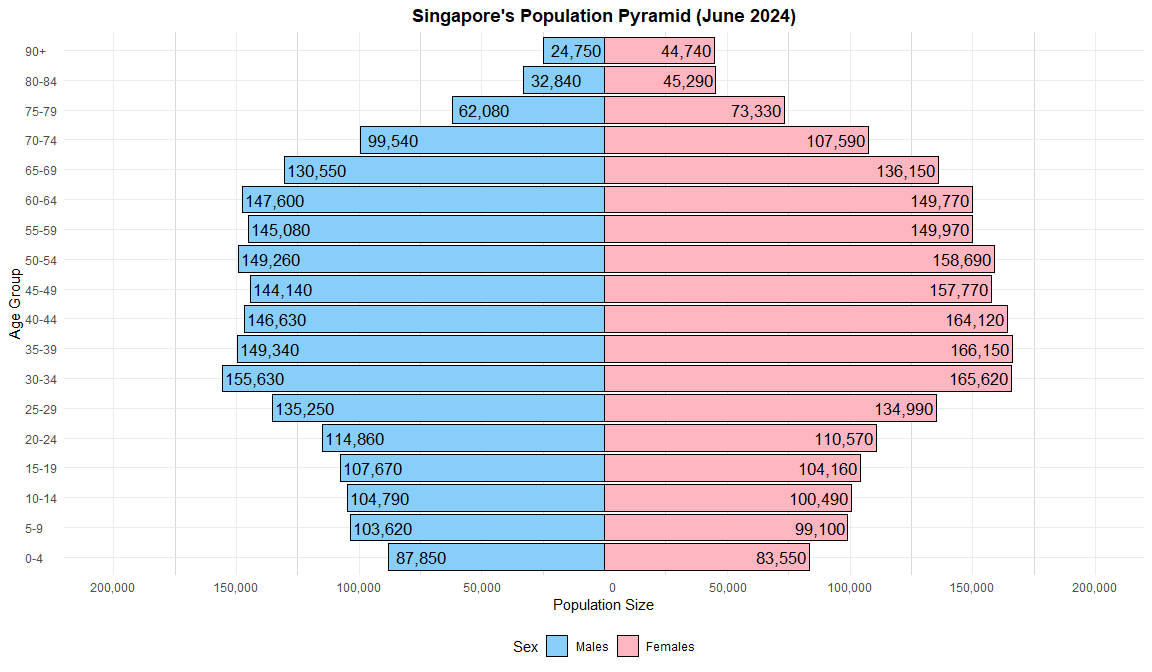 Singapore's Population Pyramid (June 2024)
Age Group
90+ 24,750 44,740
80-84 32,840 45,290
75-79 62,080 73,330
70-74 99,540 107,590
65-69 130,550 136,150
60-64 147,600 149,770
55-59 145,080 149,970
50-54 149,260 158,690
45-49 144,140 157,770
40-44 146,630 164,120
35-39 149,340 166,150
30-34 155,630 165,620
25-29 135,250 134,990
20-24 114,860 110,570
15-19 107,670 104,160
10-14 104,790 100,490
5-9 103,620 99,100
0-4 87,850 83,550
200,000 150,000 100,000 50,000 0 50,000 100,000 150,000 200,000
Population Size
Sex Males Females